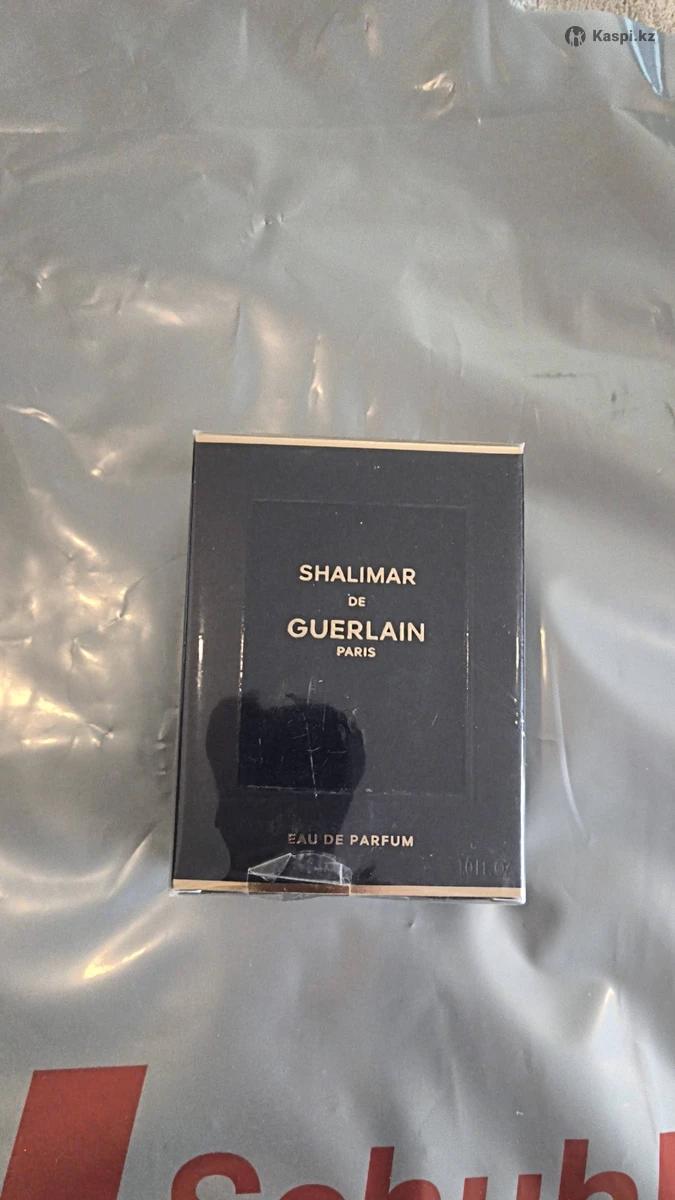 Kaspi.kz
SHALIMAR
DE
GUERLAIN
PARIS
EAU DE PARFUM